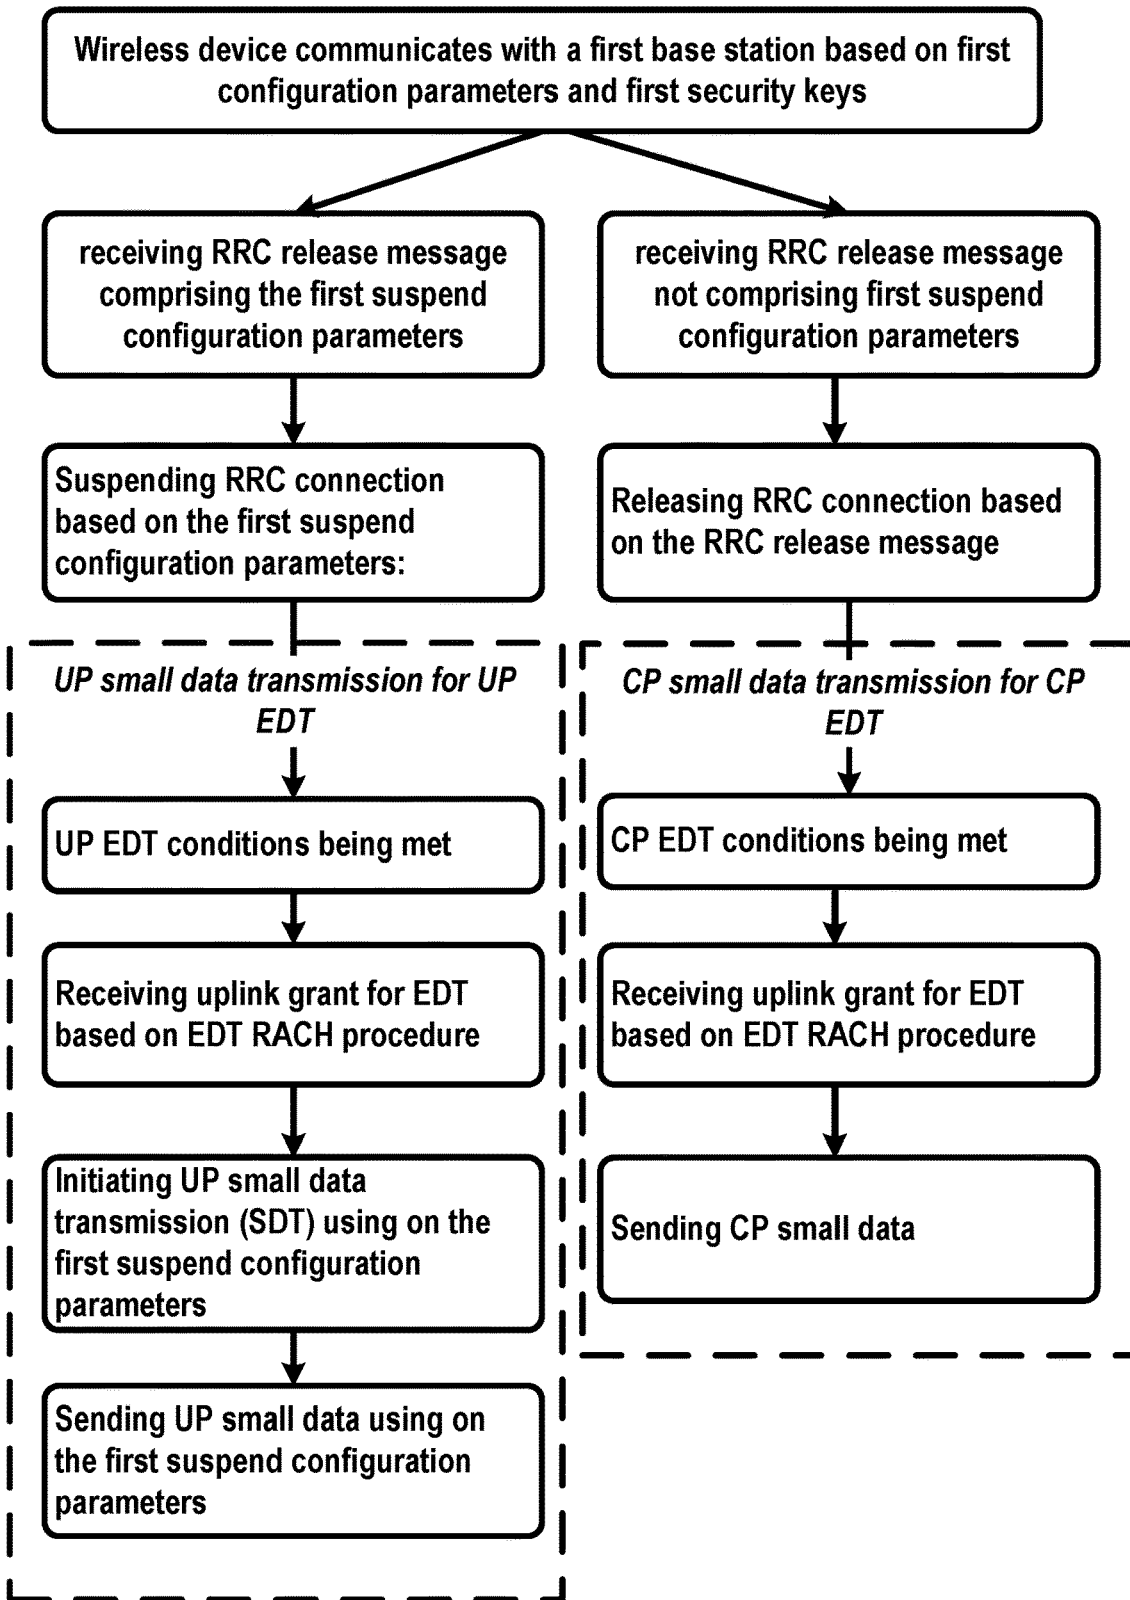 Wireless device communicates with a first base station based on first
configuration parameters and first security keys
receiving RRC release message
comprising the first suspend
configuration parameters
receiving RRC release message
not comprising first suspend
configuration parameters
Suspending RRC connection
based on the first suspend
configuration parameters:
Releasing RRC connection based
on the RRC release message
UP small data transmission for UP
EDT
UP EDT conditions being met
Receiving uplink grant for EDT
based on EDT RACH procedure
Initiating UP small data
transmission (SDT) using on the
first suspend configuration
parameters
Sending UP small data using on
the first suspend configuration
parameters
CP small data transmission for CP
EDT
CP EDT conditions being met
Receiving uplink grant for EDT
based on EDT RACH procedure
Sending CP small data